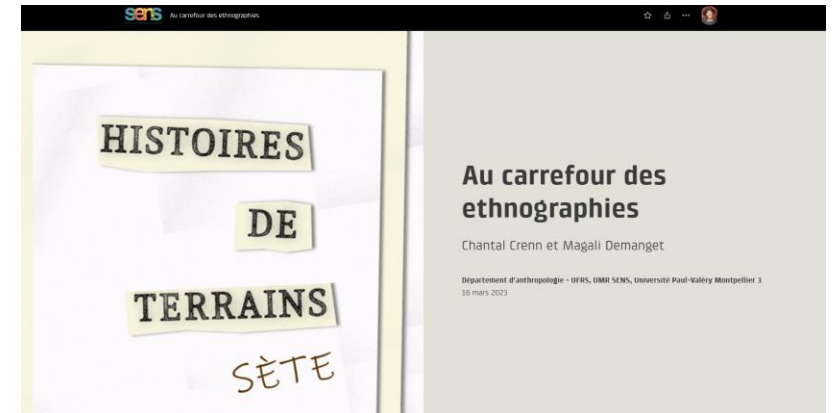 sens Au carrefour des ethnographies
HISTOIRES
DE
TERRAINS
SÈTE
Au carrefour des
ethnographies
Chantal Crenn et Magali Demanget
Département d'anthropologie - UFRS, UMR SENS, Université Paul-Valéry Montpellier 3
16 mars 2023